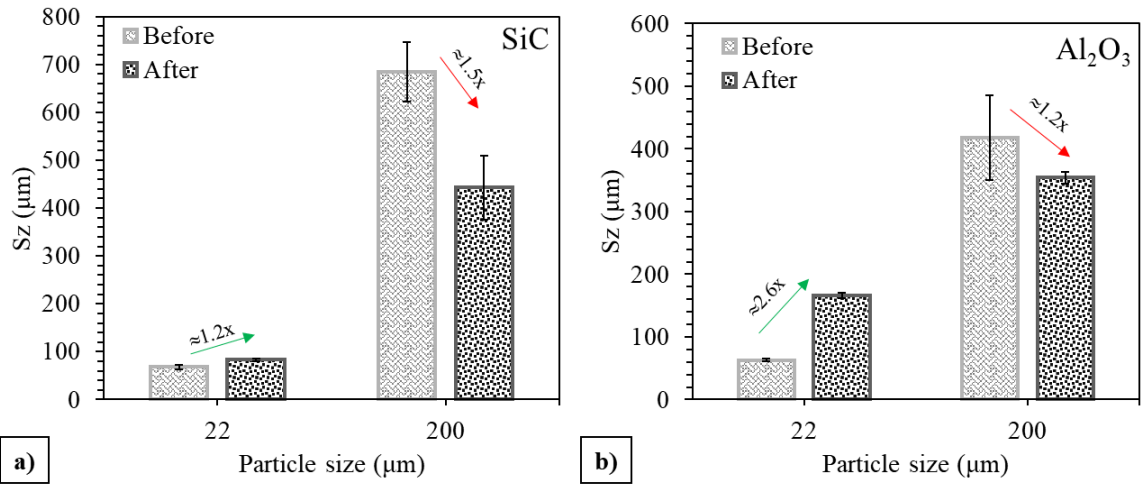 800
700
600
500
400
300
200
100
0
Sz (μm)
Before
After
SiC
≈1.2x
≈1.5x
22
200
Particle size (μm)
a)
600
500
400
300
200
100
0
Sz (μm)
Before
After
Al₂O₃
≈2.6x
≈1.2x
22
200
Particle size (μm)
b)